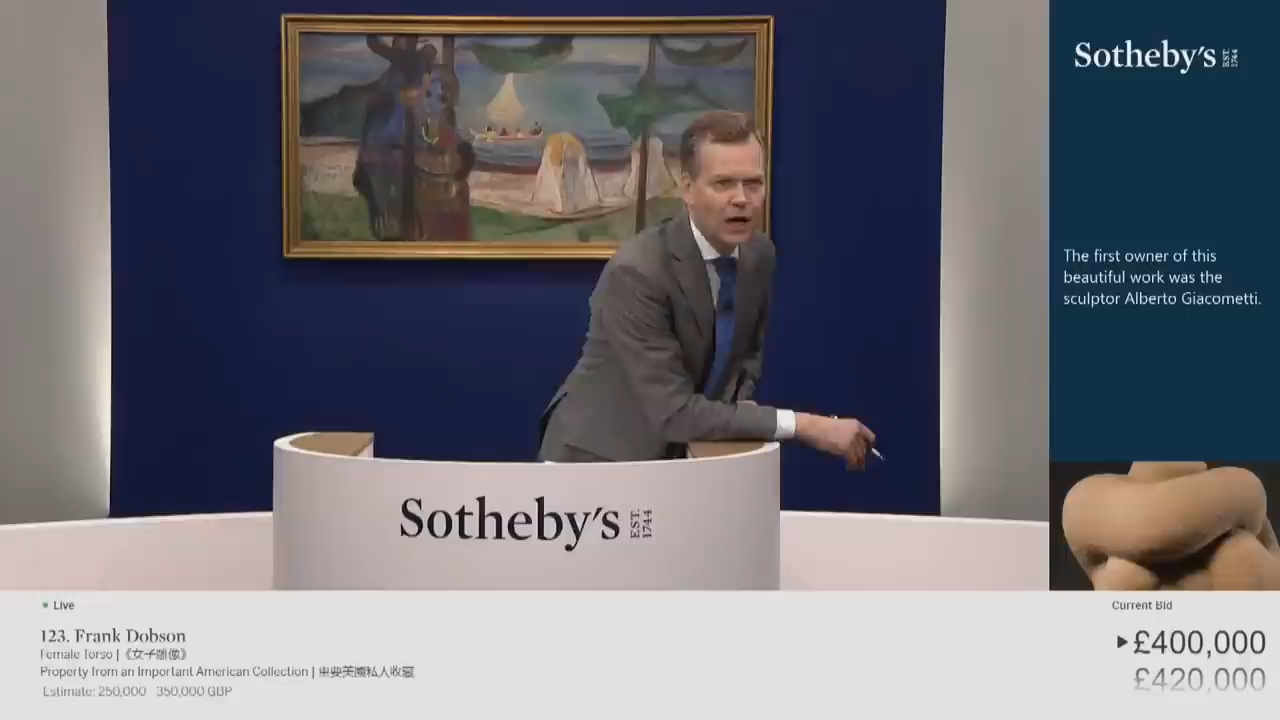 Sotheby's EST. 1744
The first owner of this
beautiful work was the
sculptor Alberto Giacometti.
Sotheby's EST. 1744
Live
123. Frank Dobson
Female Torso | 《女子雕像》
Property from an Important American Collection | 重要美國私人收藏
Estimate: 250,000 350,000 GBP
Current Bid
£400,000
£420,000